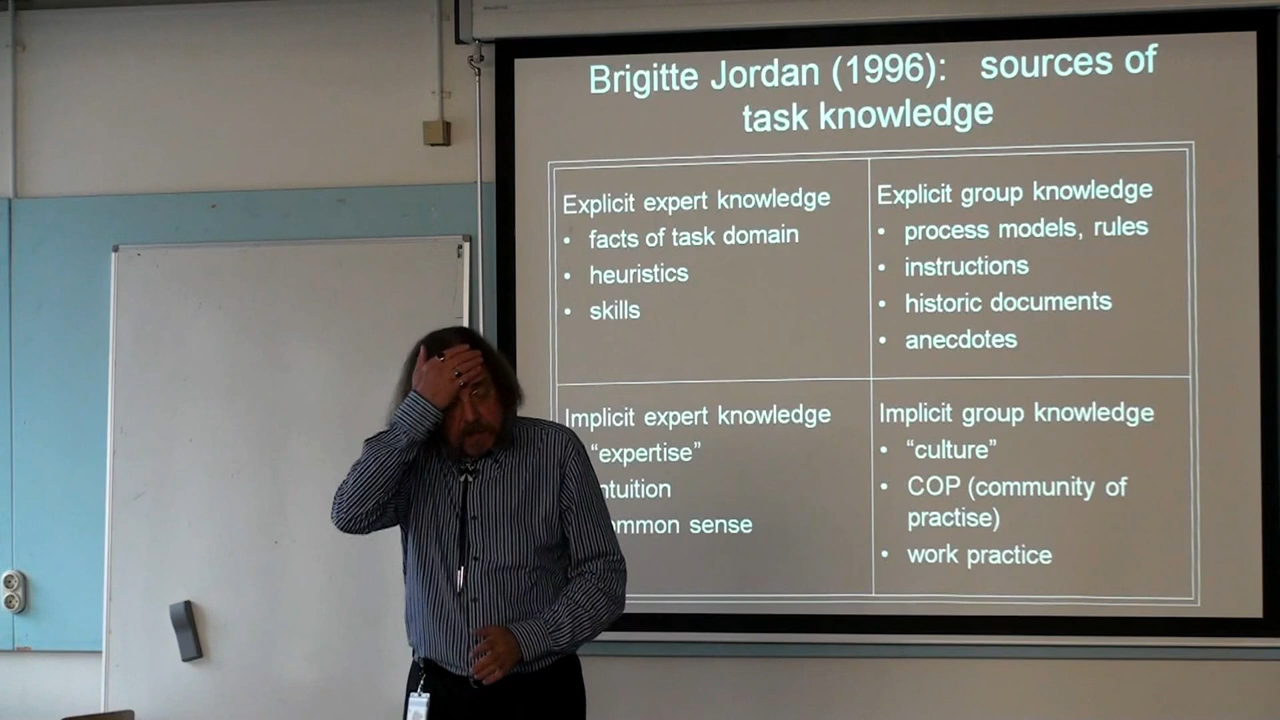 Brigitte Jordan (1996): sources of
task knowledge
Explicit expert knowledge
• facts of task domain
• heuristics
• skills
Explicit group knowledge
• process models, rules
• instructions
• historic documents
• anecdotes
Implicit expert knowledge
“expertise”
ntuition
ommon sense
Implicit group knowledge
• “culture”
• COP (community of
practise)
• work practice